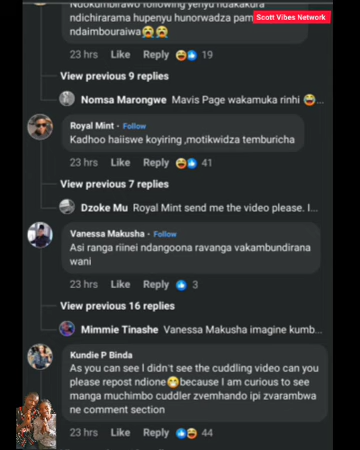 Ndokumbirawo following yenyu ndakakura
Scott Vibes Network
ndichirarama hupenyu hunorwadza
ndaimbouraiwa😭😭
23 hrs Like Reply 19
View previous 9 replies
Nomsa Marongwe Mavis Page wakamuka rinhi 😂...
Royal Mint · Follow
Kadhoo haiiswe koyiring ,motikwidza temburicha
23 hrs Like Reply 41
View previous 7 replies
Dzoke Mu Royal Mint send me the video please. I...
Vanessa Makusha · Follow
Asi ranga riinei ndangoona ravanga vakambundirana
wani
23 hrs Like Reply 3
View previous 16 replies
Mimmie Tinashe Vanessa Makusha imagine kumb...
Kundie P Binda
As you can see I didn't see the cuddling video can you
please repost ndione😁because I am curious to see
manga muchimbo cuddler zvemhando ipi zvarambwa
ne comment section
23 hrs Like Reply 44